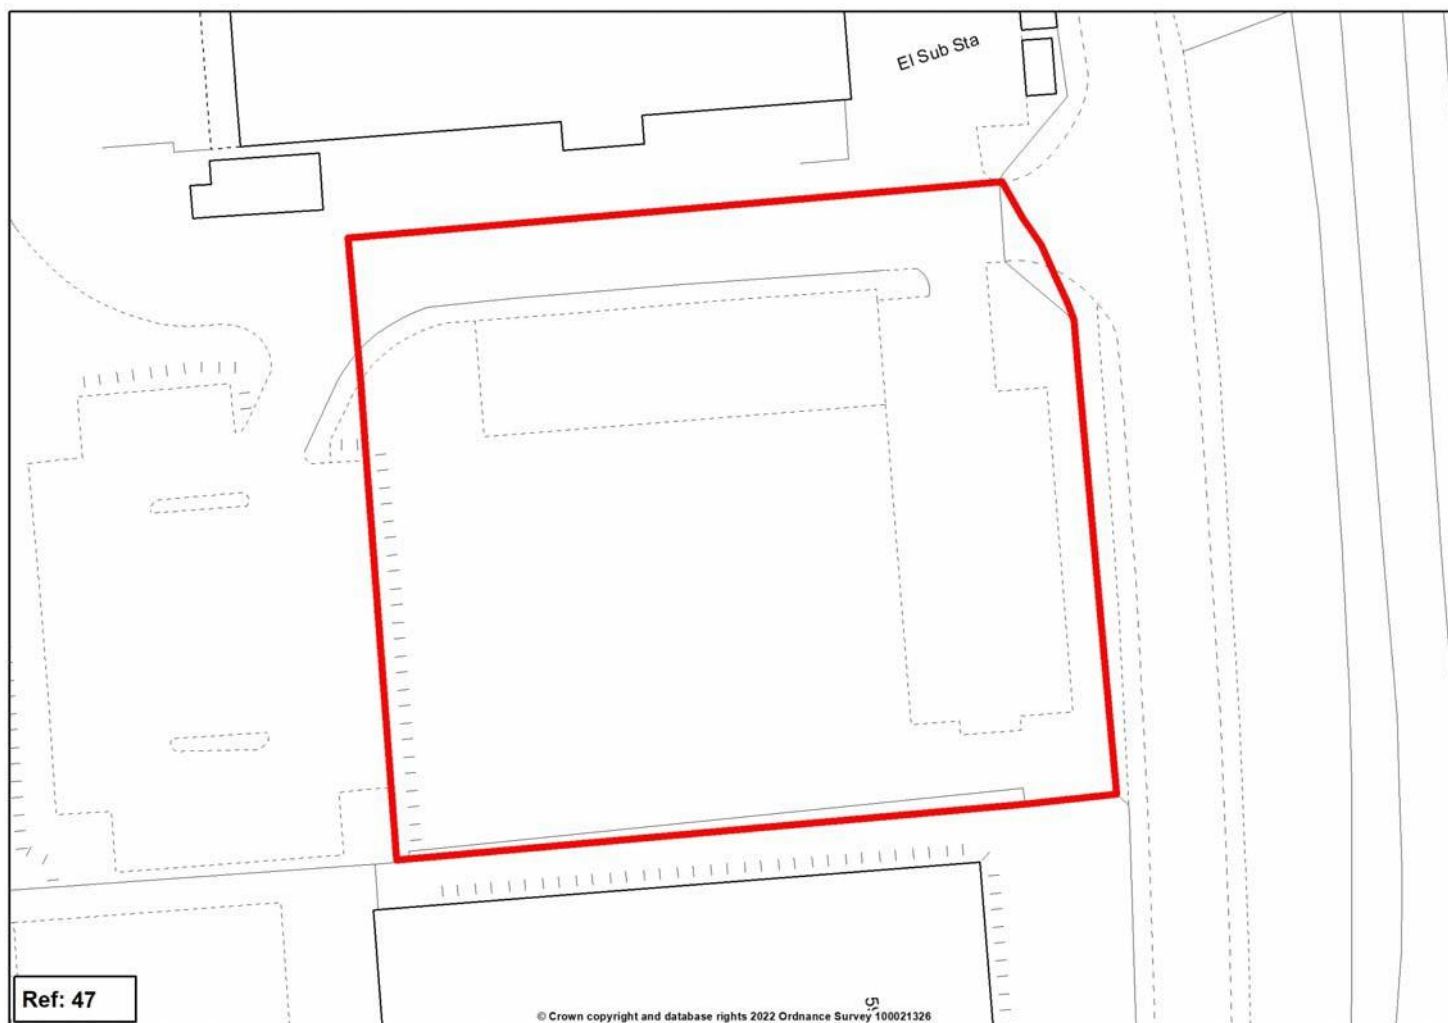 El Sub Sta
Ref: 47
© Crown copyright and database rights 2022 Ordnance Survey 100021326